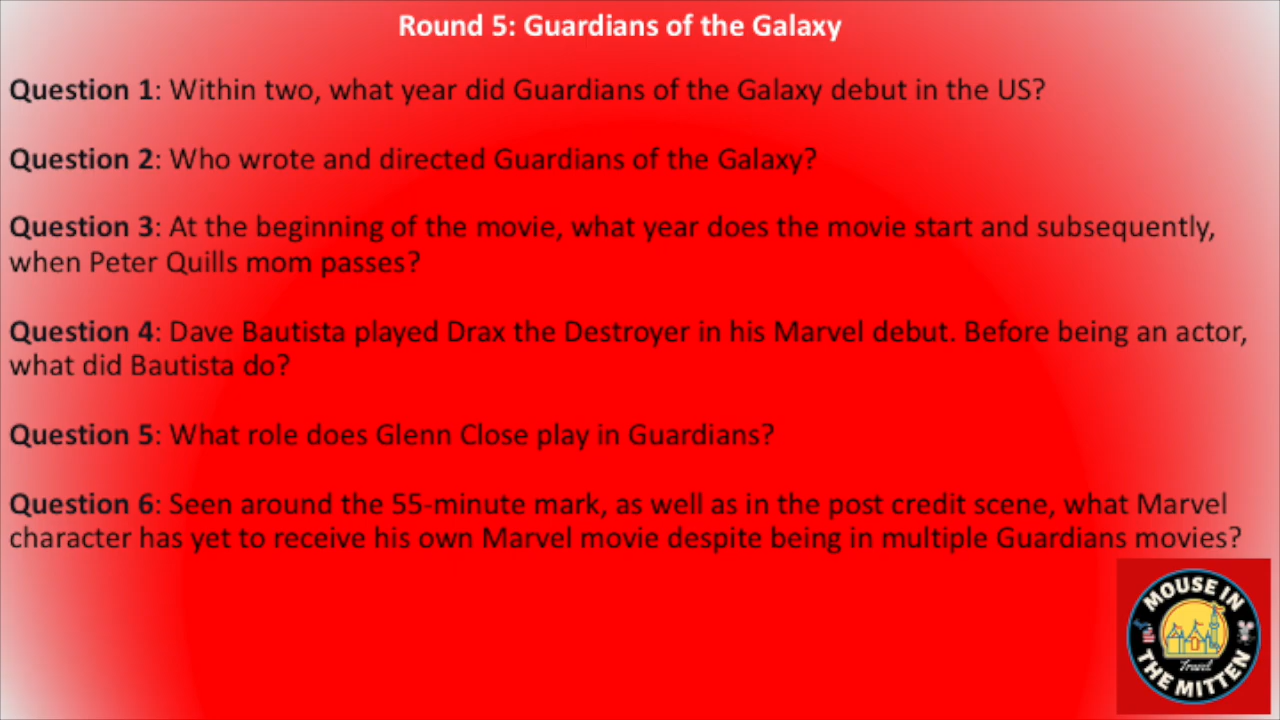 Round 5: Guardians of the Galaxy
Question 1: Within two, what year did Guardians of the Galaxy debut in the US?
Question 2: Who wrote and directed Guardians of the Galaxy?
Question 3: At the beginning of the movie, what year does the movie start and subsequently,
when Peter Quills mom passes?
Question 4: Dave Bautista played Drax the Destroyer in his Marvel debut. Before being an actor,
what did Bautista do?
Question 5: What role does Glenn Close play in Guardians?
Question 6: Seen around the 55-minute mark, as well as in the post credit scene, what Marvel
character has yet to receive his own Marvel movie despite being in multiple Guardians movies?
MOUSE IN
Travel
THE MITTEN